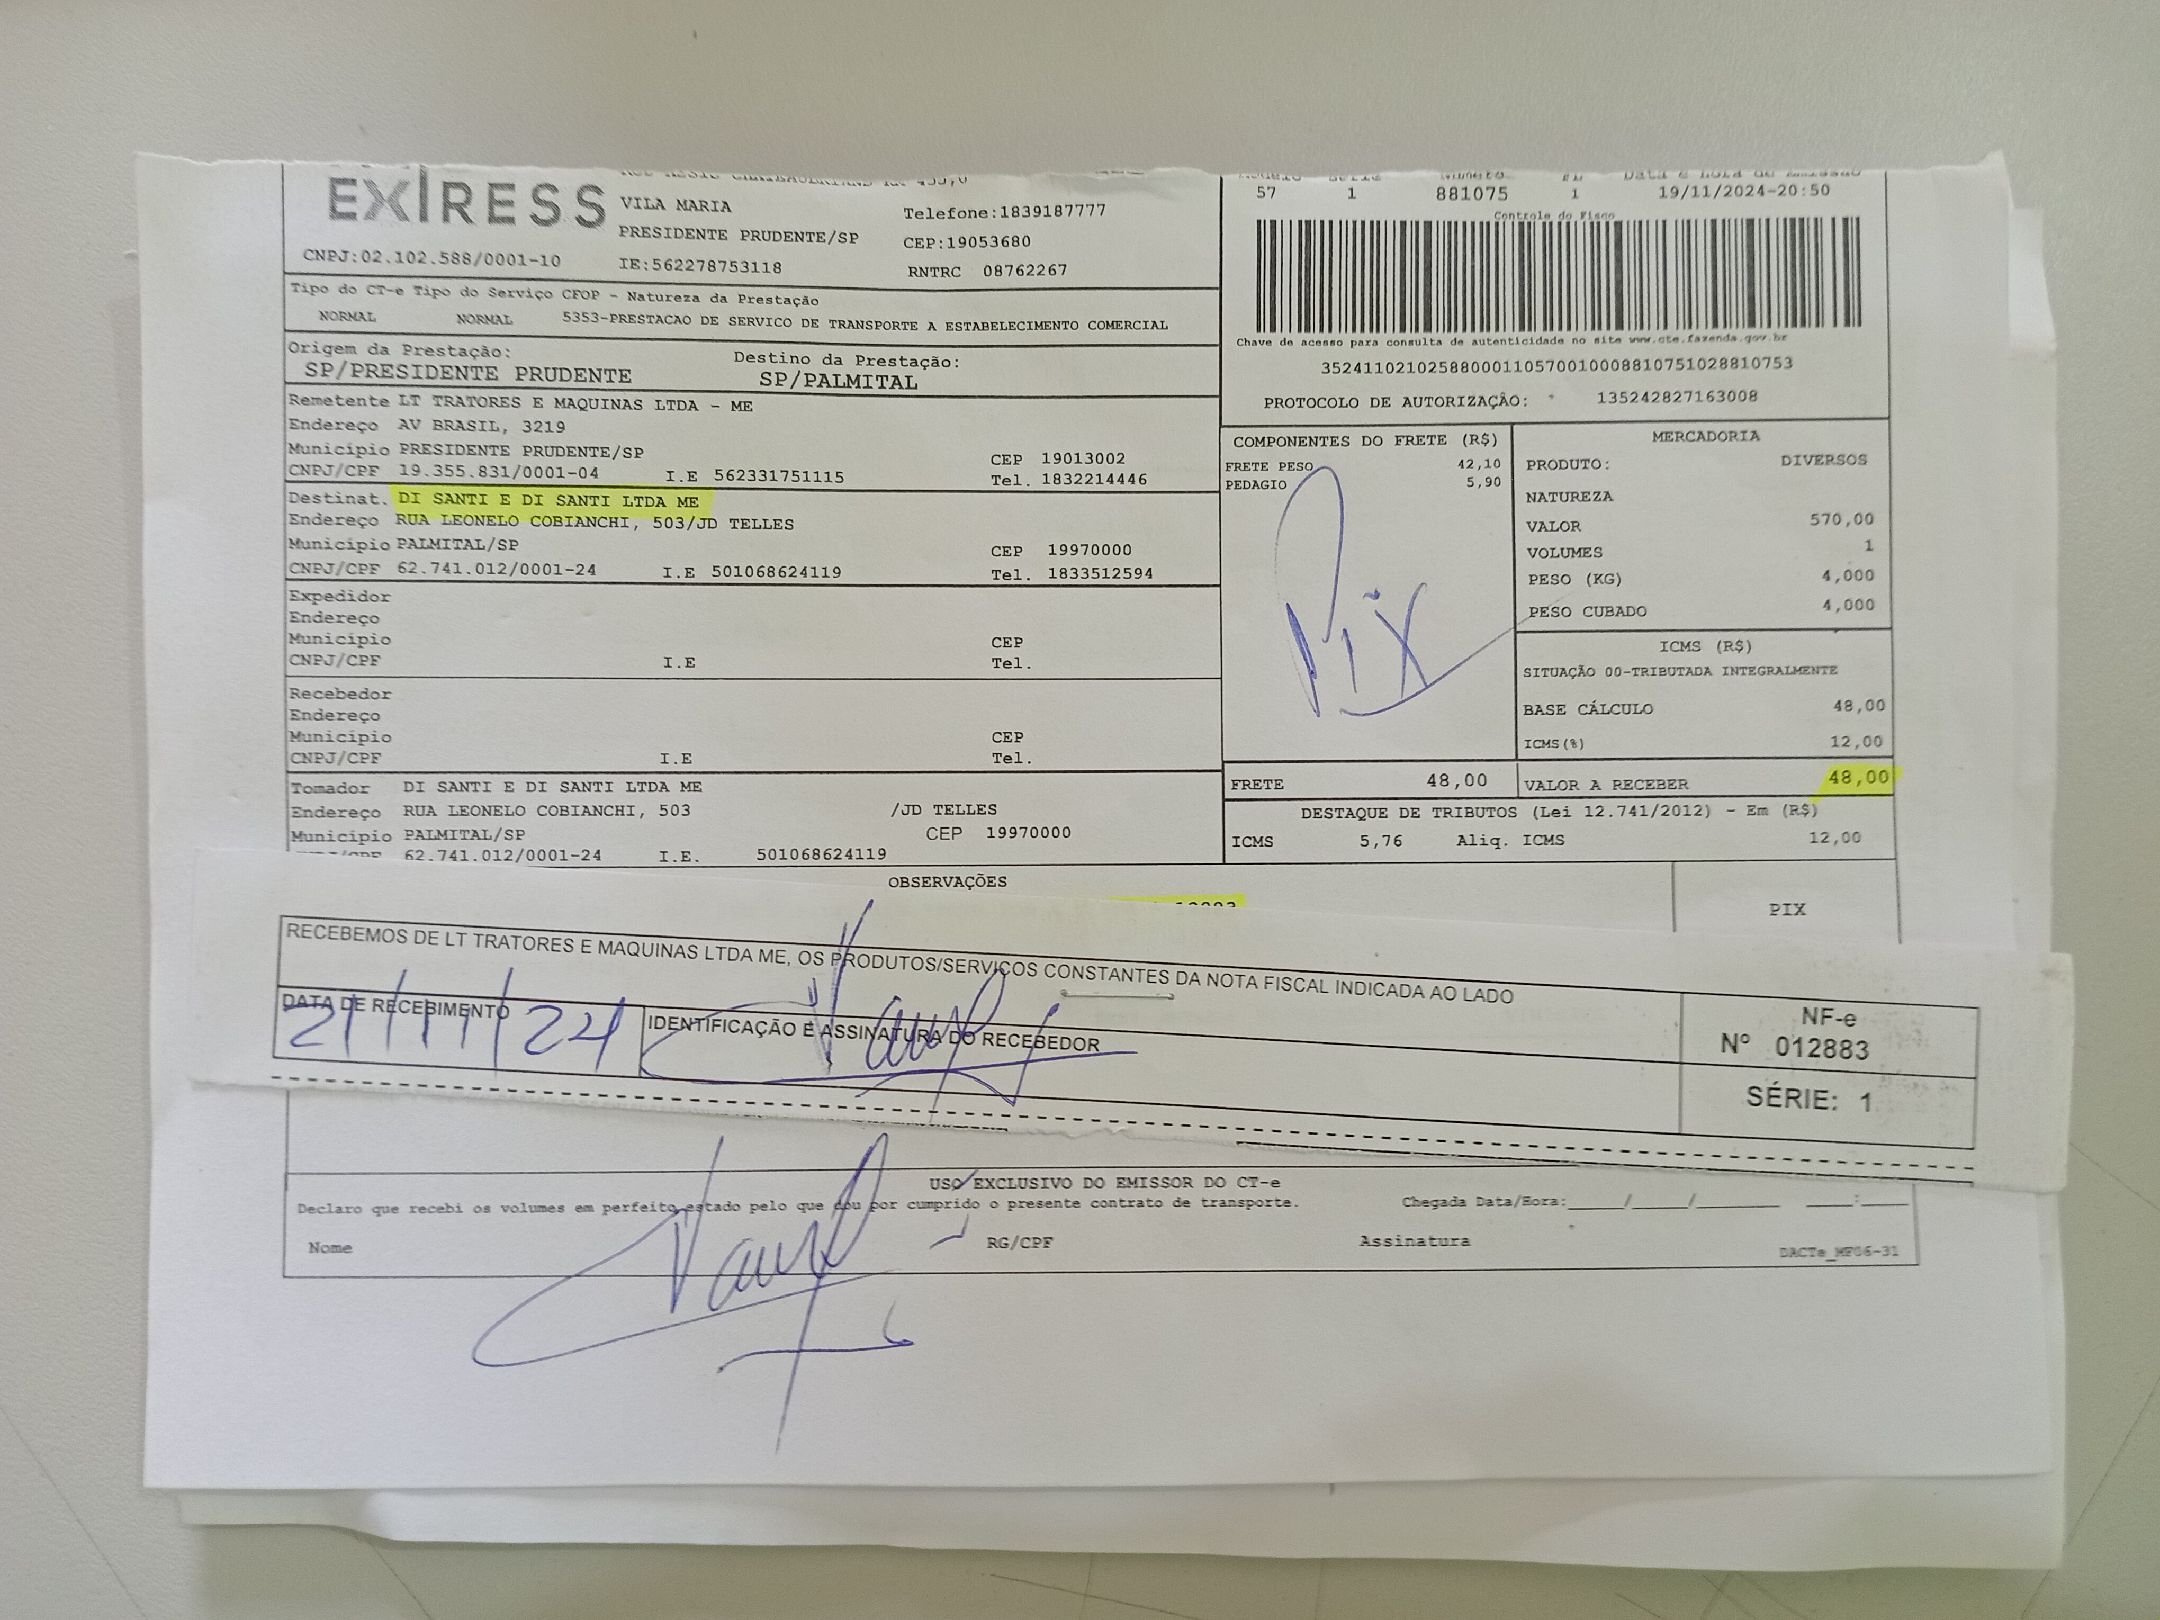 EXPRESS
VILA MARIA
Telefone:1839187777
PRESIDENTE PRUDENTE/SP
CEP:19053680
CNPJ:02.102.588/0001-10
IE:562278753118
RNTRC 08762267
57 1 881075 1 19/11/2024-20:50
Controle do Fisco
Chave de acesso para consulta de autenticidade no site www.cte.fazenda.gov.br
35241102102588000110570010008810751028810753
PROTOCOLO DE AUTORIZAÇÃO: 135242827163008
Tipo do CT-e Tipo do Serviço CFOP - Natureza da Prestação
NORMAL NORMAL 5353-PRESTACAO DE SERVICO DE TRANSPORTE A ESTABELECIMENTO COMERCIAL
Origem da Prestação: Destino da Prestação:
SP/PRESIDENTE PRUDENTE SP/PALMITAL
Remetente LT TRATORES E MAQUINAS LTDA - ME
Endereço AV BRASIL, 3219
Município PRESIDENTE PRUDENTE/SP CEP 19013002
CNPJ/CPF 19.355.831/0001-04 I.E 562331751115 Tel. 1832214446
Destinat. DI SANTI E DI SANTI LTDA ME
Endereço RUA LEONELO COBIANCHI, 503/JD TELLES
Município PALMITAL/SP CEP 19970000
CNPJ/CPF 62.741.012/0001-24 I.E 501068624119 Tel. 1833512594
Expedidor
Endereço
Município CEP
CNPJ/CPF I.E Tel.
Recebedor
Endereço
Município CEP
CNPJ/CPF I.E Tel.
Tomador DI SANTI E DI SANTI LTDA ME
Endereço RUA LEONELO COBIANCHI, 503 /JD TELLES
Município PALMITAL/SP CEP 19970000
62.741.012/0001-24 I.E. 501068624119
COMPONENTES DO FRETE (R$)
FRETE PESO 42,10
PEDAGIO 5,90
PIX
MERCADORIA
PRODUTO: DIVERSOS
NATUREZA
VALOR 570,00
VOLUMES 1
PESO (KG) 4,000
PESO CUBADO 4,000
ICMS (R$)
SITUAÇÃO 00-TRIBUTADA INTEGRALMENTE
BASE CÁLCULO 48,00
ICMS(%) 12,00
FRETE 48,00 VALOR A RECEBER 48,00
DESTAQUE DE TRIBUTOS (Lei 12.741/2012) - Em (R$)
ICMS 5,76 Aliq. ICMS 12,00
OBSERVAÇÕES
PIX
RECEBEMOS DE LT TRATORES E MAQUINAS LTDA ME, OS PRODUTOS/SERVIÇOS CONSTANTES DA NOTA FISCAL INDICADA AO LADO
DATA DE RECEBIMENTO
21/11/24
IDENTIFICAÇÃO E ASSINATURA DO RECEBEDOR
NF-e
Nº 012883
SÉRIE: 1
USO EXCLUSIVO DO EMISSOR DO CT-e
Declaro que recebi os volumes em perfeito estado pelo que dou por cumprido o presente contrato de transporte. Chegada Data/Hora:____/____/______ ____:____
Nome RG/CPF Assinatura
DACTe_MF06-31